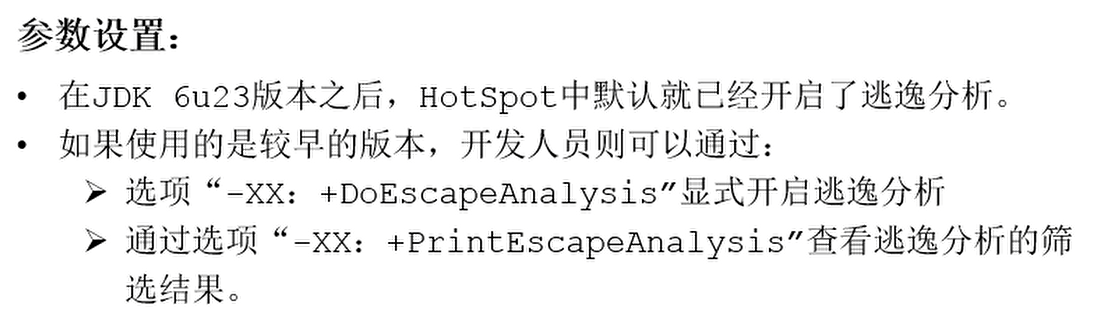 参数设置：
• 在JDK 6u23版本之后，HotSpot中默认就已经开启了逃逸分析。
• 如果使用的是较早的版本，开发人员则可以通过：
➢ 选项“-XX：+DoEscapeAnalysis”显式开启逃逸分析
➢ 通过选项“-XX：+PrintEscapeAnalysis”查看逃逸分析的筛
选结果。